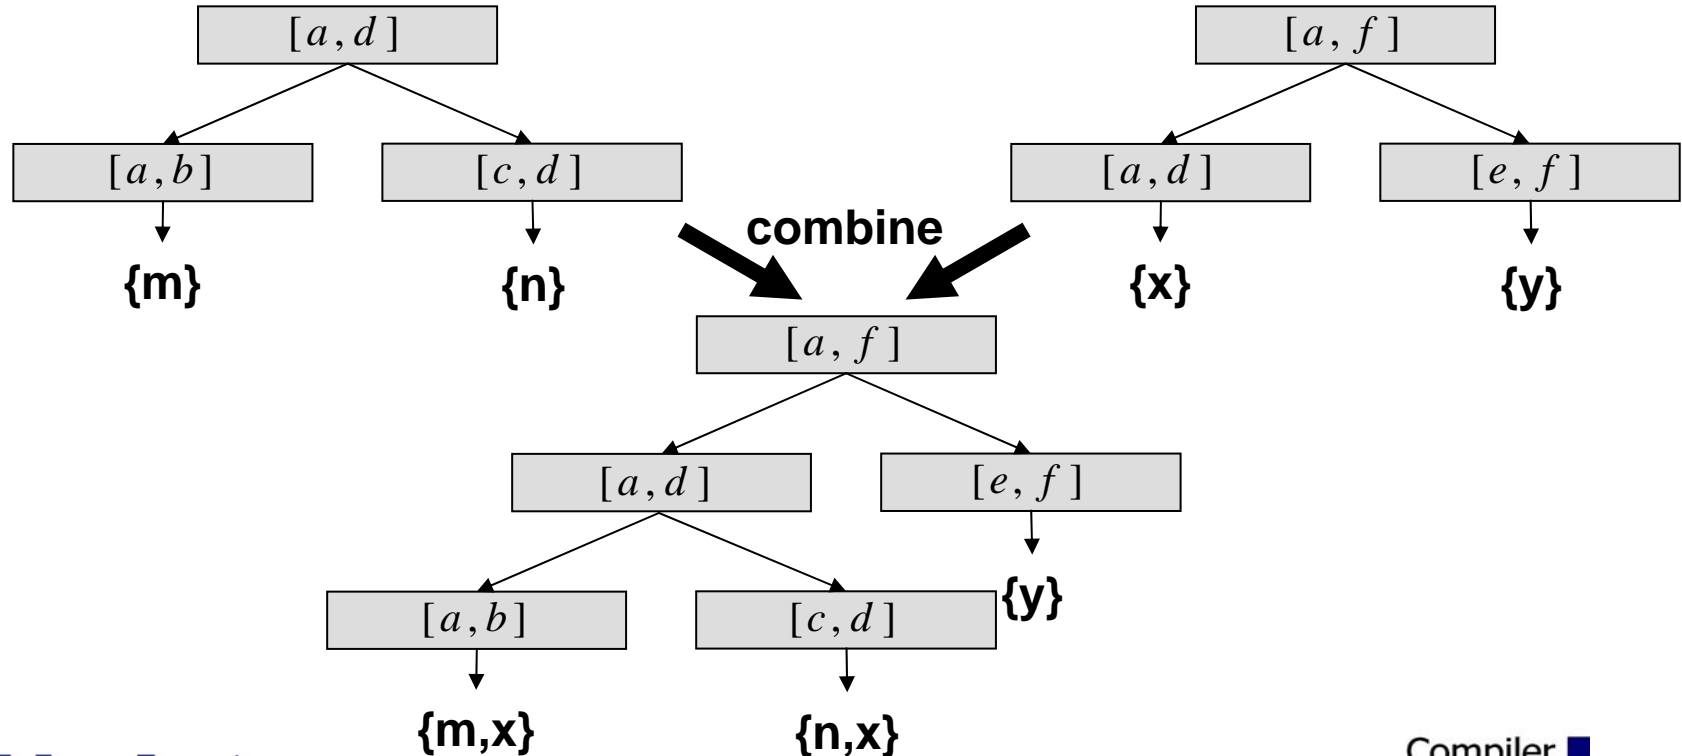 [a,d]
[a,f]
[a,b]
[c,d]
[a,d]
[e,f]
combine
{m}
{n}
{x}
{y}
[a,f]
[a,d]
[e,f]
{y}
[a,b]
[c,d]
{m,x}
{n,x}
Compiler